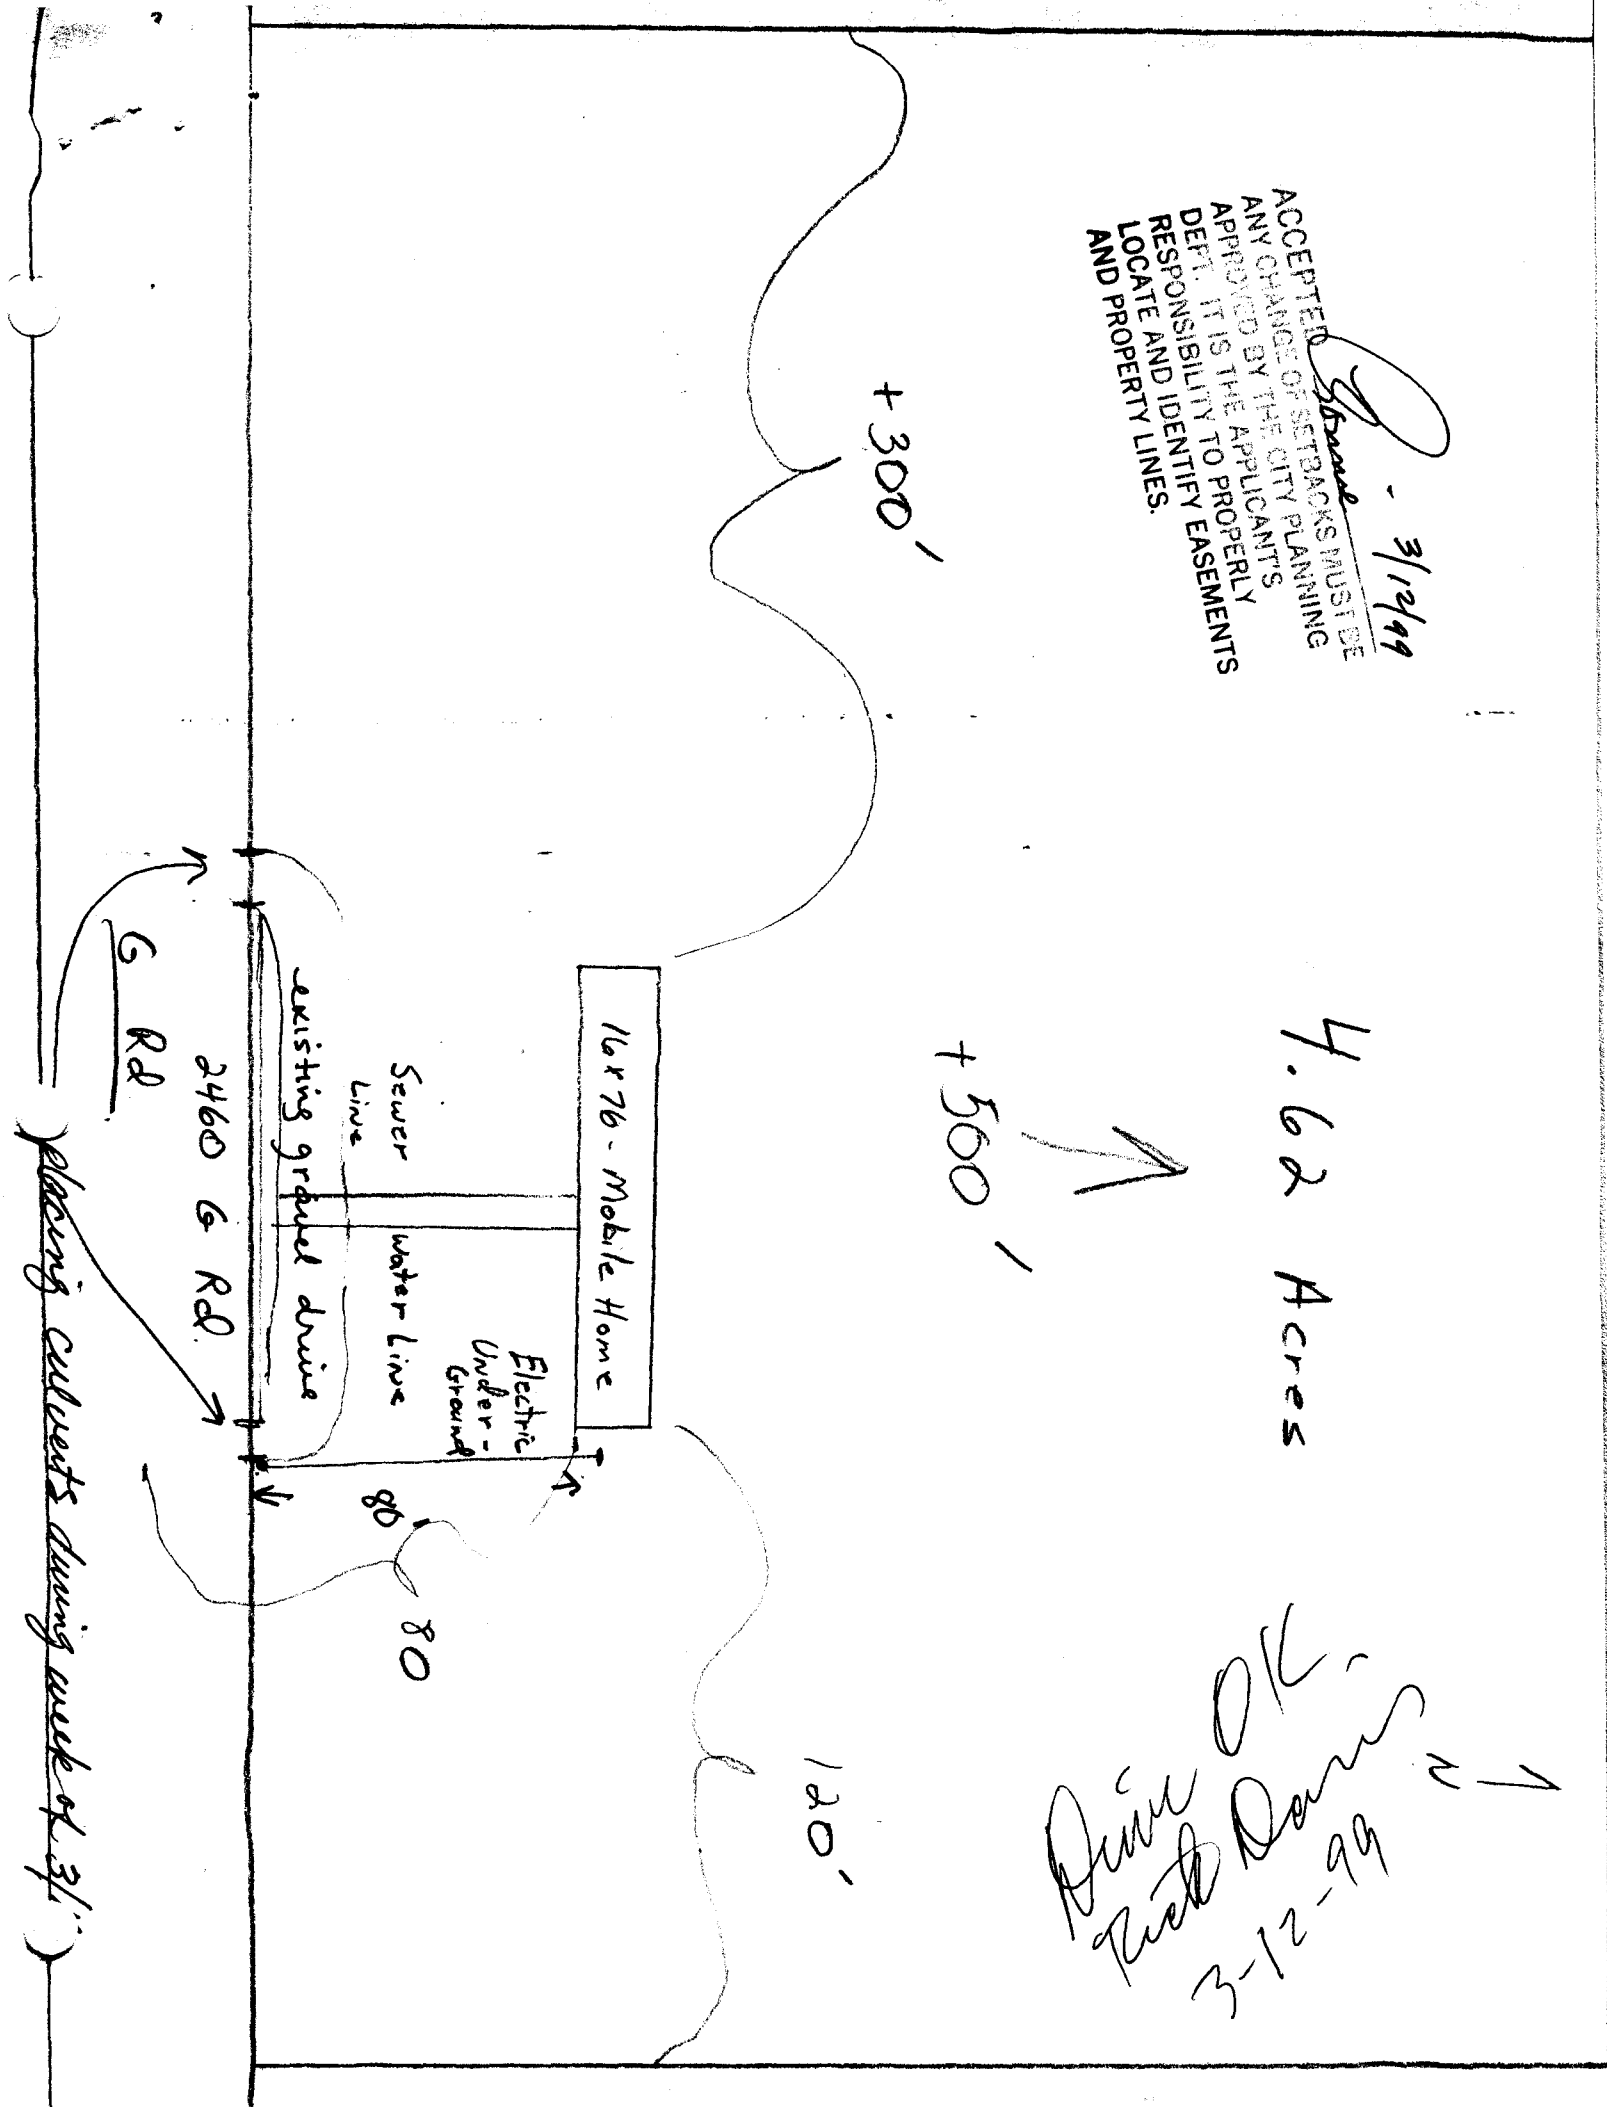 - 3/12/99
ACCEPTED
ANY CHANGE OF SETBACKS MUST BE
APPROVED BY THE CITY PLANNING
DEPT. IT IS THE APPLICANT'S
RESPONSIBILITY TO PROPERLY
LOCATE AND IDENTIFY EASEMENTS
AND PROPERTY LINES.
N
Drive OK
3-12-99
4.62 Acres
+500'
+300'
120'
16x76 - Mobile Home
Electric
Under-
Ground
Sewer
Line
Water Line
80'
80
existing gravel drive
2460 G Rd.
G Rd
placing culverts during week of 3/